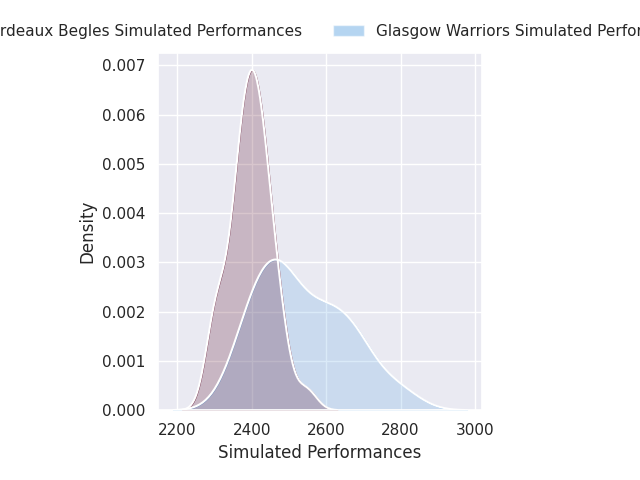 rdeaux Begles Simulated Performances
Glasgow Warriors Simulated Perfor
0.007
0.006
0.005
0.004
0.003
0.002
0.001
0.000
Density
2200 2400 2600 2800 3000
Simulated Performances